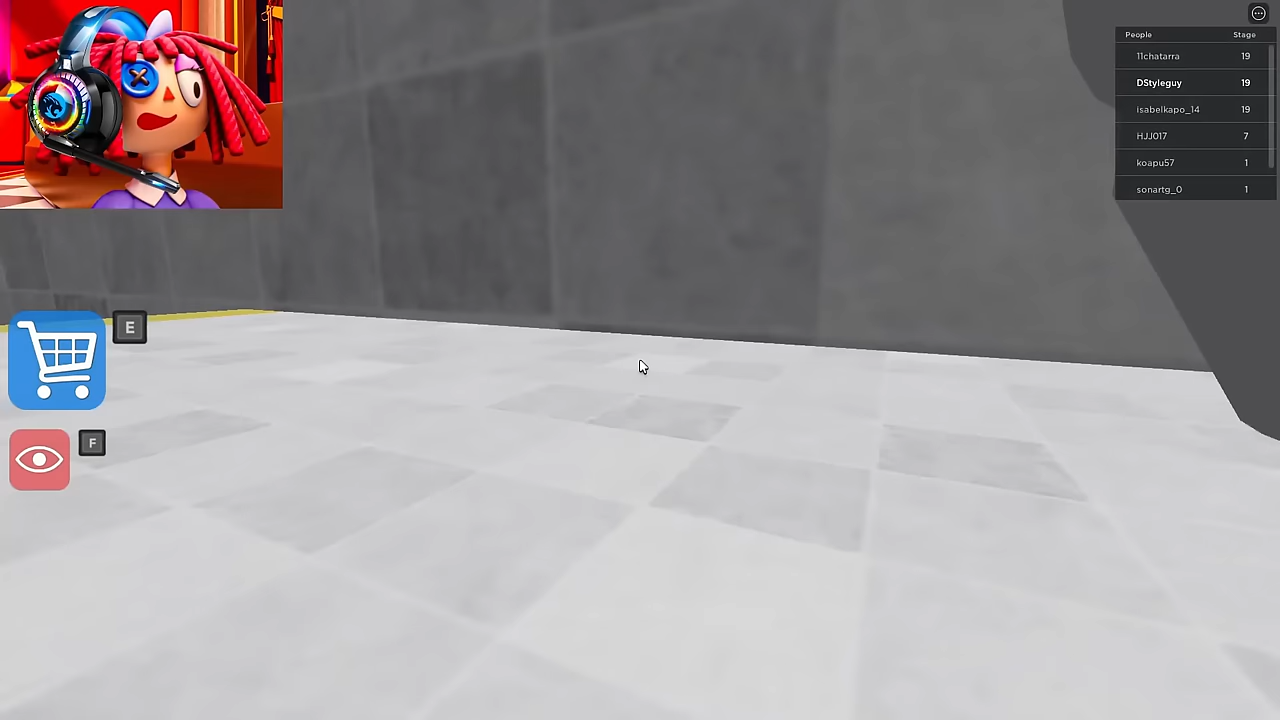 People Stage
11chatarra 19
DStyleguy 19
isabelkapo_14 19
HJJ017 7
koapu57 1
sonartg_0 1
E
F